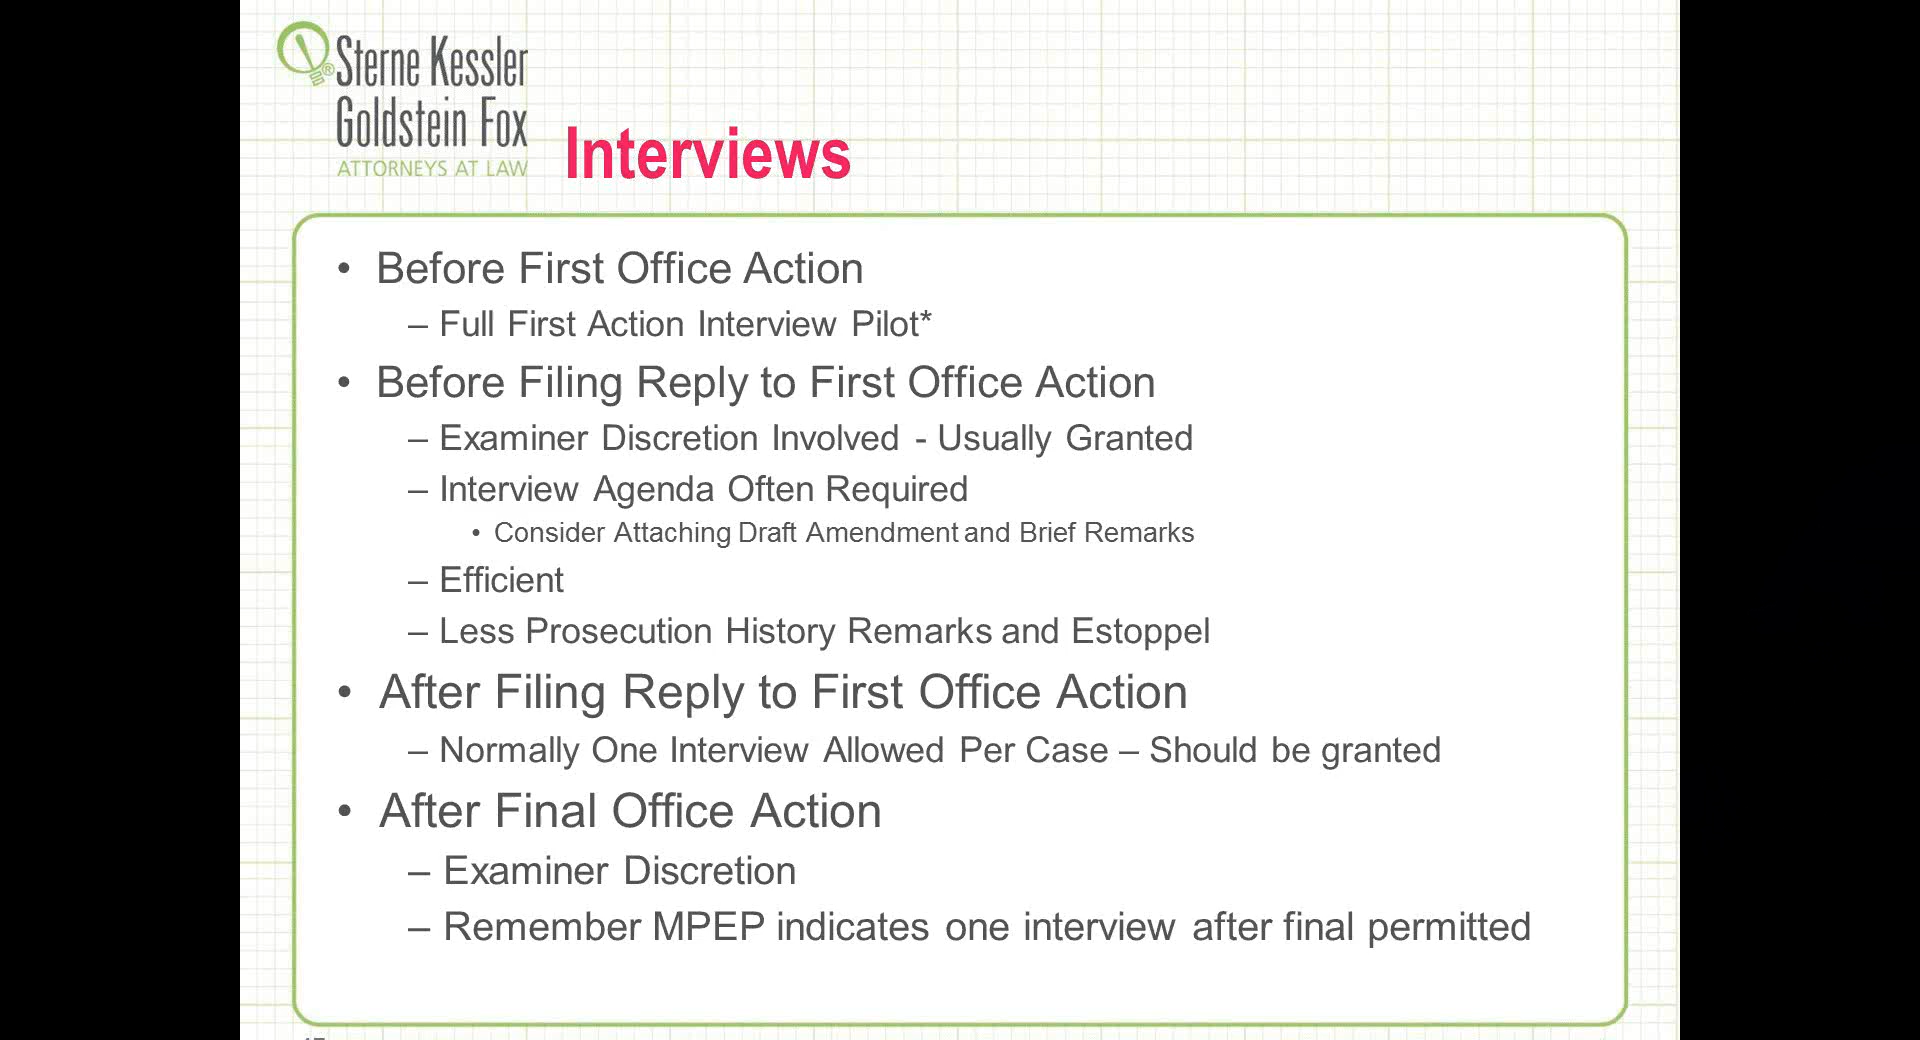 Sterne Kessler
Goldstein Fox
ATTORNEYS AT LAW
Interviews
• Before First Office Action
– Full First Action Interview Pilot*
• Before Filing Reply to First Office Action
– Examiner Discretion Involved - Usually Granted
– Interview Agenda Often Required
• Consider Attaching Draft Amendment and Brief Remarks
– Efficient
– Less Prosecution History Remarks and Estoppel
• After Filing Reply to First Office Action
– Normally One Interview Allowed Per Case – Should be granted
• After Final Office Action
– Examiner Discretion
– Remember MPEP indicates one interview after final permitted